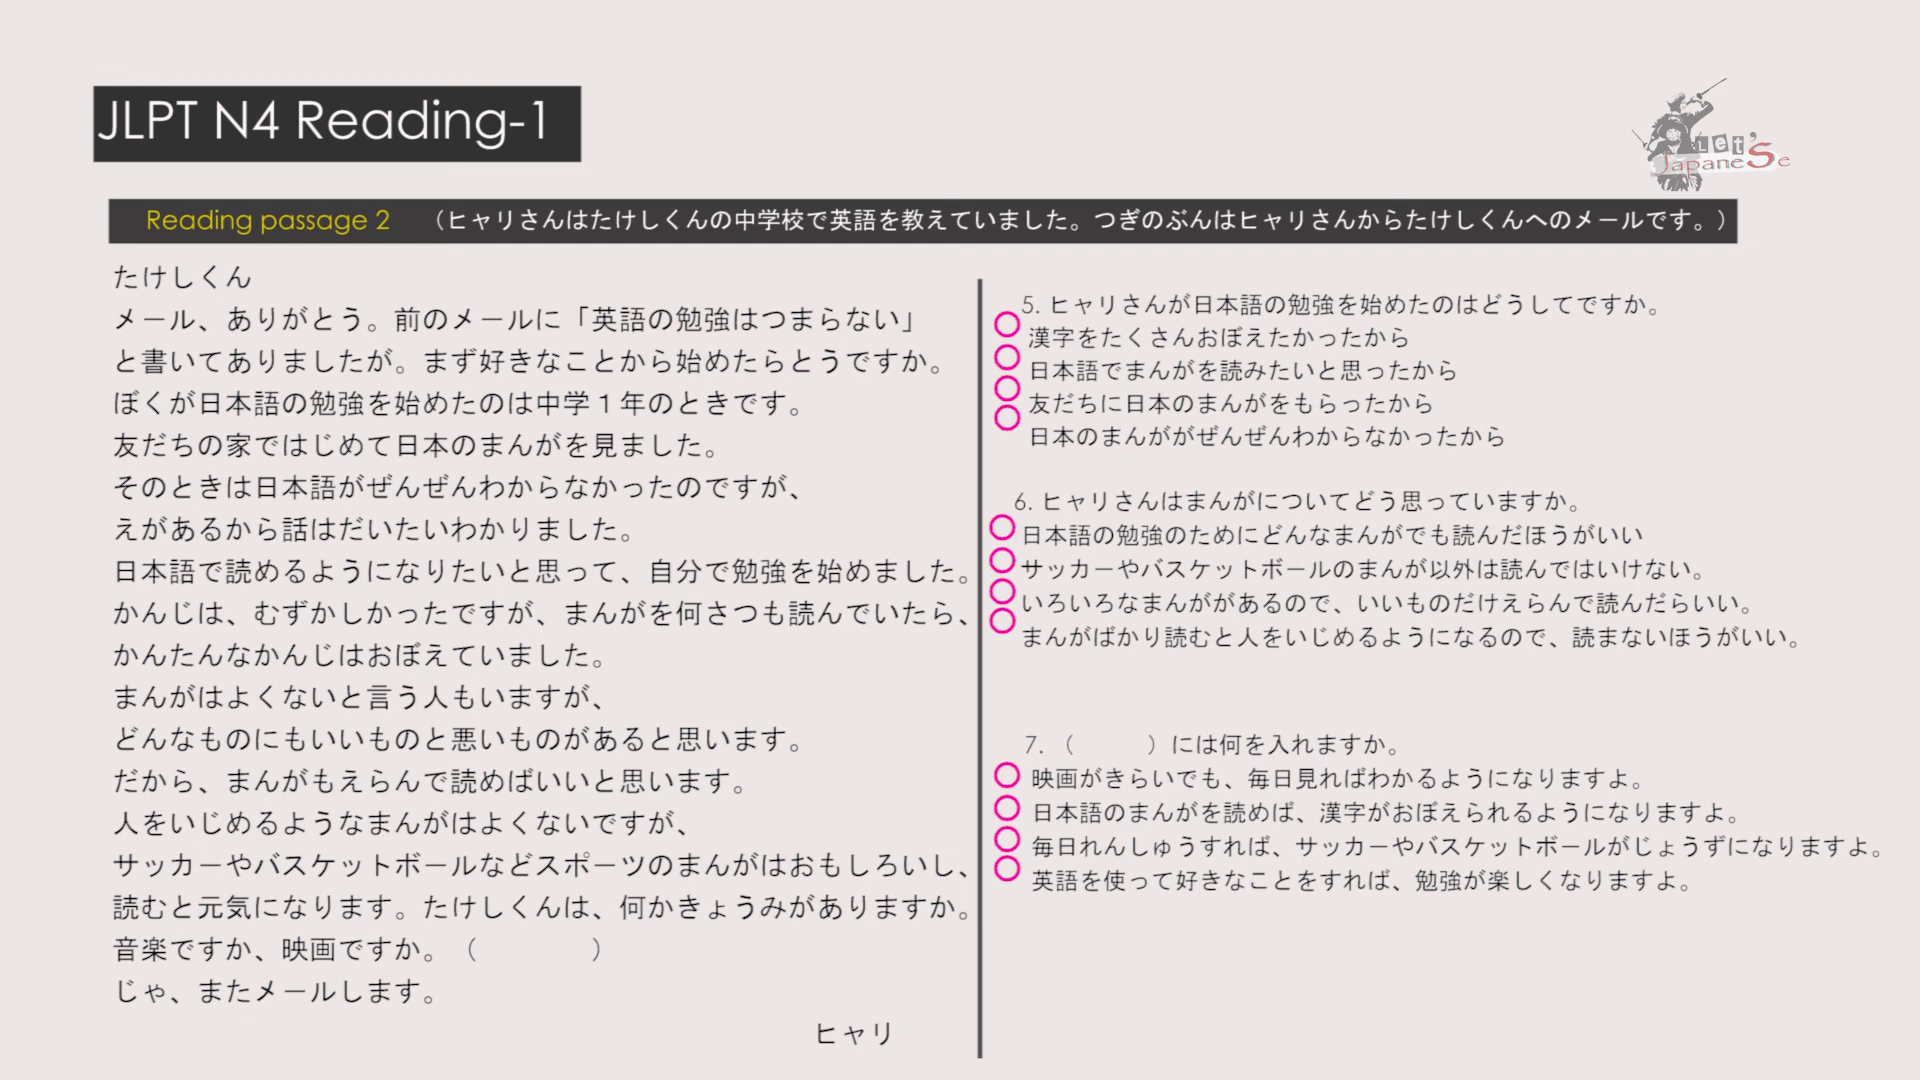 JLPT N4 Reading-1
Let's
JapaneSe
Reading passage 2 （ヒャリさんはたけしくんの中学校で英語を教えていました。つぎのぶんはヒャリさんからたけしくんへのメールです。）
たけしくん
メール、ありがとう。前のメールに「英語の勉強はつまらない」
と書いてありましたが。まず好きなことから始めたらとうですか。
ぼくが日本語の勉強を始めたのは中学１年のときです。
友だちの家ではじめて日本のまんがを見ました。
そのときは日本語がぜんぜんわからなかったのですが、
えがあるから話はだいたいわかりました。
日本語で読めるようになりたいと思って、自分で勉強を始めました。
かんじは、むずかしかったですが、まんがを何さつも読んでいたら、
かんたんなかんじはおぼえていました。
まんがはよくないと言う人もいますが、
どんなものにもいいものと悪いものがあると思います。
だから、まんがもえらんで読めばいいと思います。
人をいじめるようなまんがはよくないですが、
サッカーやバスケットボールなどスポーツのまんがはおもしろいし、
読むと元気になります。たけしくんは、何かきょうみがありますか。
音楽ですか、映画ですか。（　　　　）
じゃ、またメールします。
ヒャリ
5. ヒャリさんが日本語の勉強を始めたのはどうしてですか。
漢字をたくさんおぼえたかったから
日本語でまんがを読みたいと思ったから
友だちに日本のまんがをもらったから
日本のまんががぜんぜんわからなかったから
6. ヒャリさんはまんがについてどう思っていますか。
日本語の勉強のためにどんなまんがでも読んだほうがいい
サッカーやバスケットボールのまんが以外は読んではいけない。
いろいろなまんががあるので、いいものだけえらんで読んだらいい。
まんがばかり読むと人をいじめるようになるので、読まないほうがいい。
7. （　　　）には何を入れますか。
映画がきらいでも、毎日見ればわかるようになりますよ。
日本語のまんがを読めば、漢字がおぼえられるようになりますよ。
毎日れんしゅうすれば、サッカーやバスケットボールがじょうずになりますよ。
英語を使って好きなことをすれば、勉強が楽しくなりますよ。